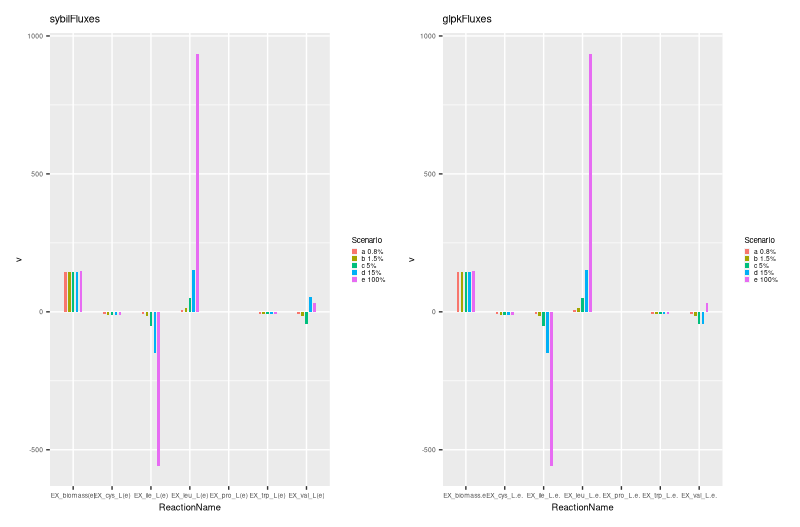 sybilFluxes
1000
500
0
-500
v
EX_biomass(e) EX_cys_L(e) EX_ile_L(e) EX_leu_L(e) EX_pro_L(e) EX_trp_L(e) EX_val_L(e)
ReactionName
Scenario
a 0.8%
b 1.5%
c 5%
d 15%
e 100%
glpkFluxes
1000
500
0
-500
v
EX_biomass.e. EX_cys_L.e. EX_ile_L.e. EX_leu_L.e. EX_pro_L.e. EX_trp_L.e. EX_val_L.e.
ReactionName
Scenario
a 0.8%
b 1.5%
c 5%
d 15%
e 100%